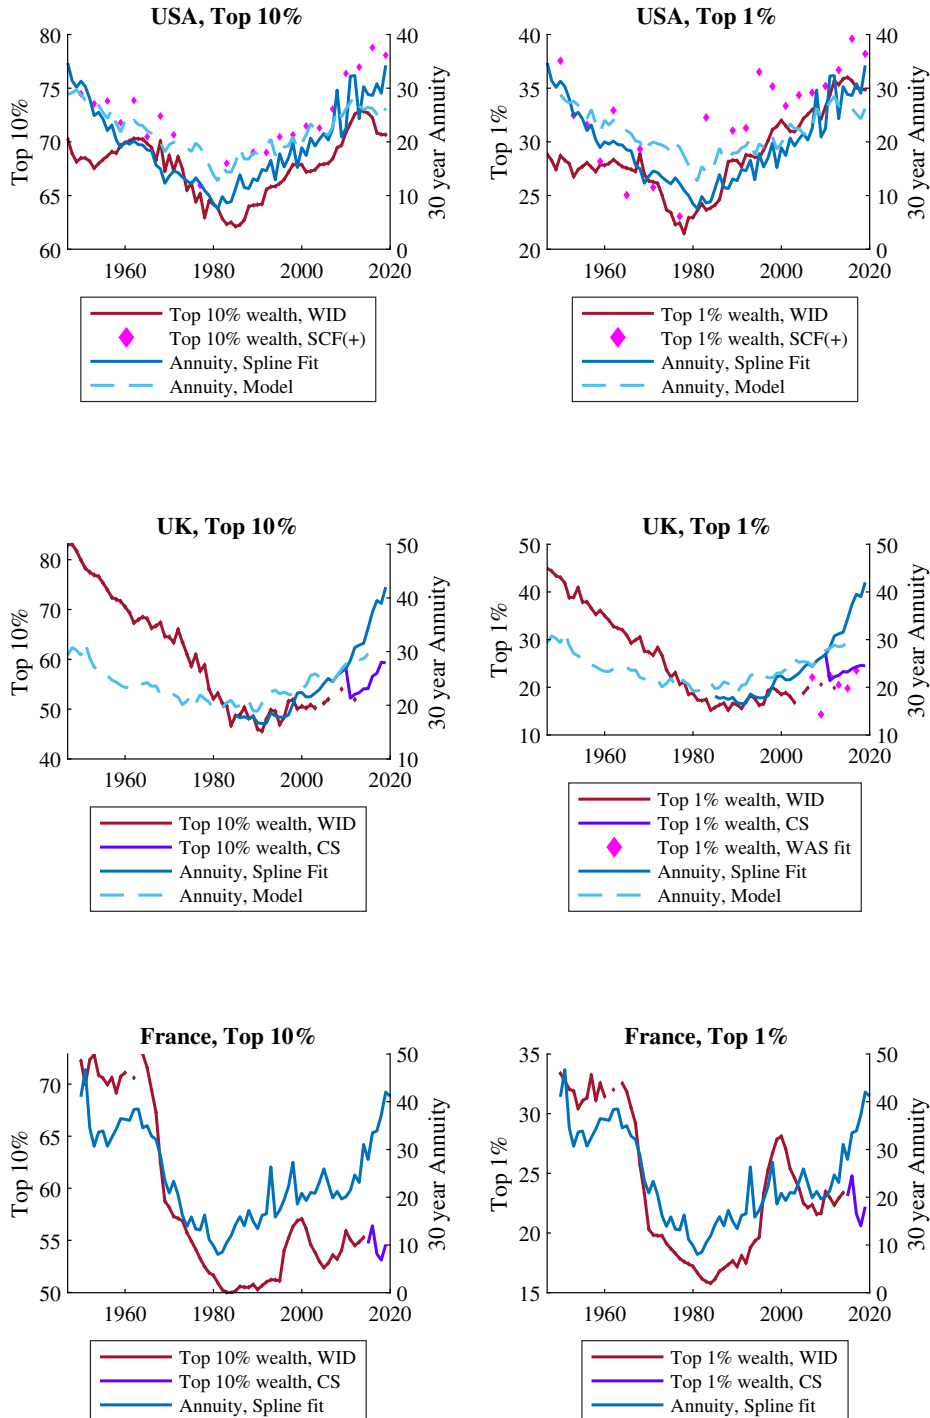 USA, Top 10%
80
75
70
65
60
Top 10%
40
30
20
10
0
30 year Annuity
1960
1980
2000
2020
Top 10% wealth, WID
Top 10% wealth, SCF(+)
Annuity, Spline Fit
Annuity, Model
USA, Top 1%
40
35
30
25
20
Top 1%
40
30
20
10
0
30 year Annuity
1960
1980
2000
2020
Top 1% wealth, WID
Top 1% wealth, SCF(+)
Annuity, Spline Fit
Annuity, Model
UK, Top 10%
80
70
60
50
40
Top 10%
50
40
30
20
10
30 year Annuity
1960
1980
2000
2020
Top 10% wealth, WID
Top 10% wealth, CS
Annuity, Spline Fit
Annuity, Model
UK, Top 1%
50
40
30
20
10
Top 1%
50
40
30
20
10
30 year Annuity
1960
1980
2000
2020
Top 1% wealth, WID
Top 1% wealth, CS
Top 1% wealth, WAS fit
Annuity, Spline Fit
Annuity, Model
France, Top 10%
70
65
60
55
50
Top 10%
50
40
30
20
10
0
30 year Annuity
1960
1980
2000
2020
Top 10% wealth, WID
Top 10% wealth, CS
Annuity, Spline fit
France, Top 1%
35
30
25
20
15
Top 1%
50
40
30
20
10
0
30 year Annuity
1960
1980
2000
2020
Top 1% wealth, WID
Top 1% wealth, CS
Annuity, Spline fit